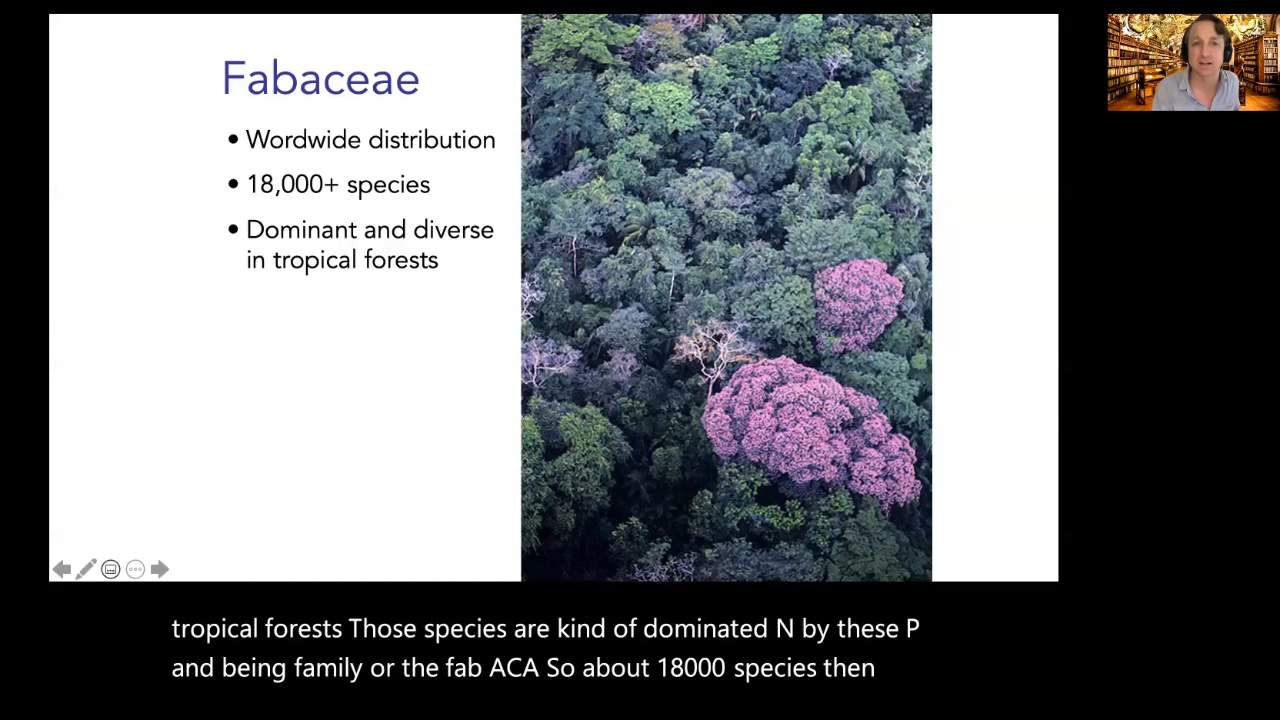 Fabaceae
• Wordwide distribution
• 18,000+ species
• Dominant and diverse
in tropical forests
tropical forests Those species are kind of dominated N by these P
and being family or the fab ACA So about 18000 species then